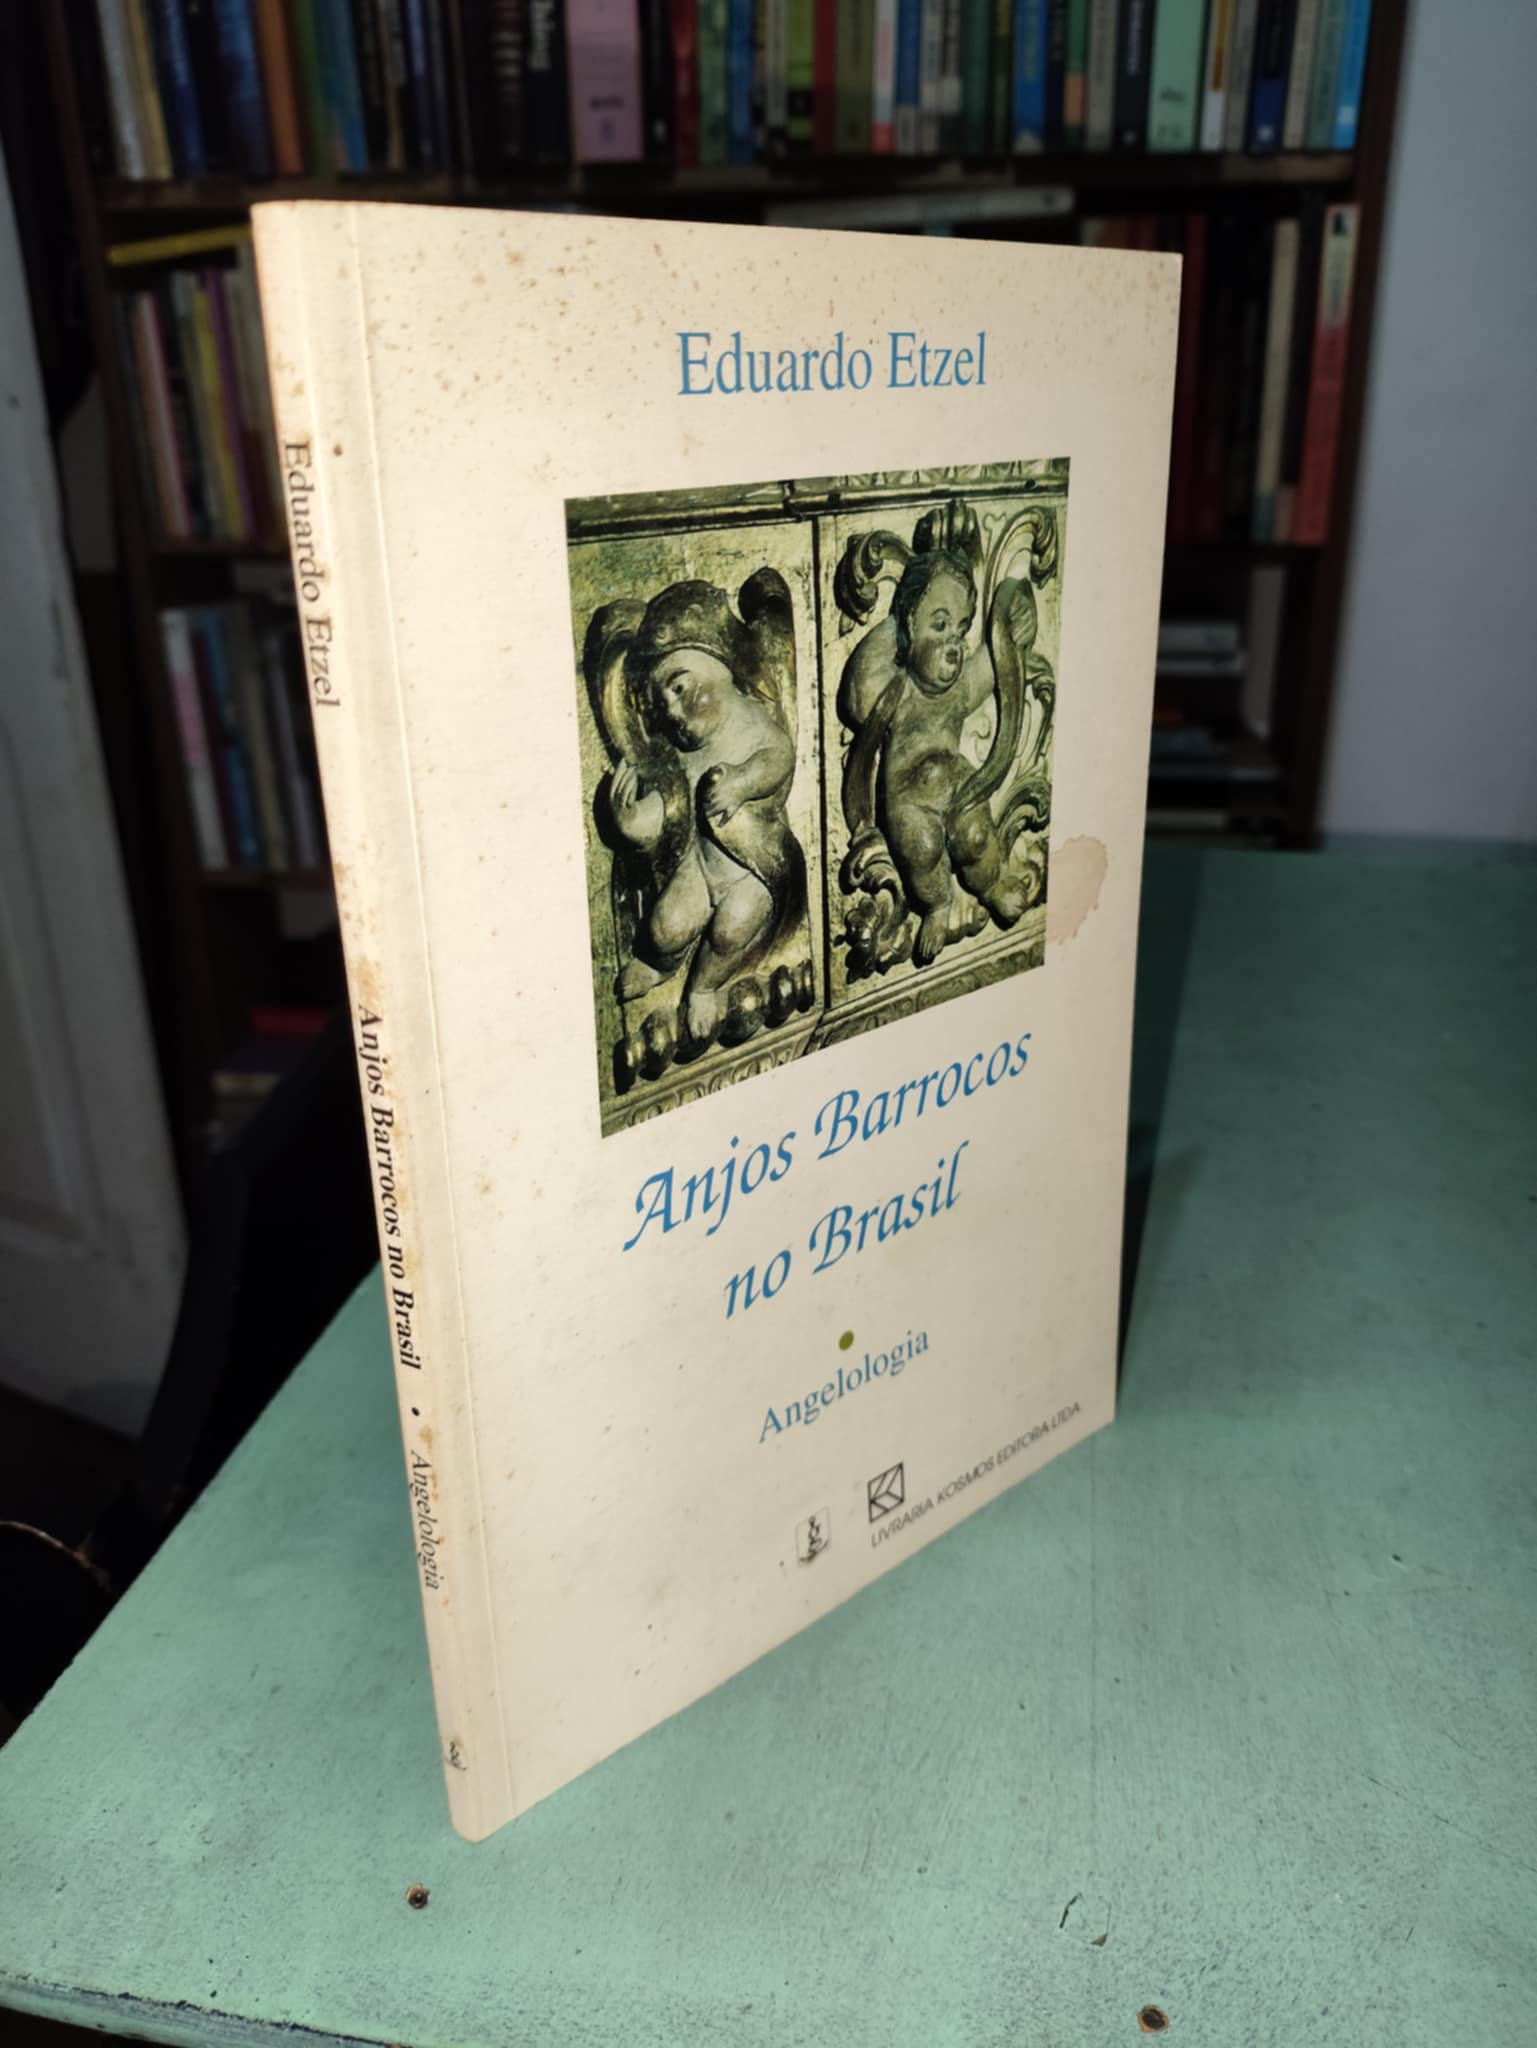 Eduardo Etzel
Anjos Barrocos
no Brasil
Angelologia
LIVRARIA KOSMOS EDITORA LTDA.
Eduardo Etzel
Anjos Barrocos no Brasil • Angelologia